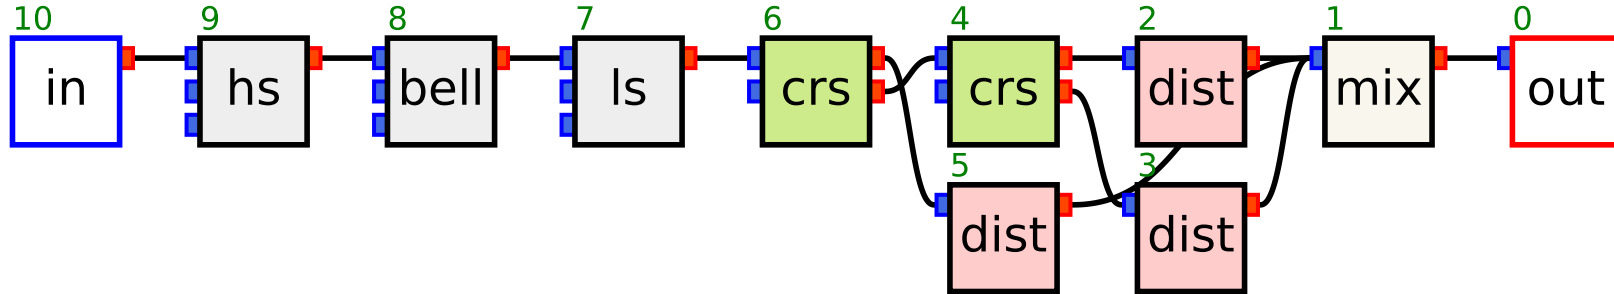 10 9 8 7 6 4 2 1 0
in hs bell ls crs crs dist mix out
5 3
dist dist